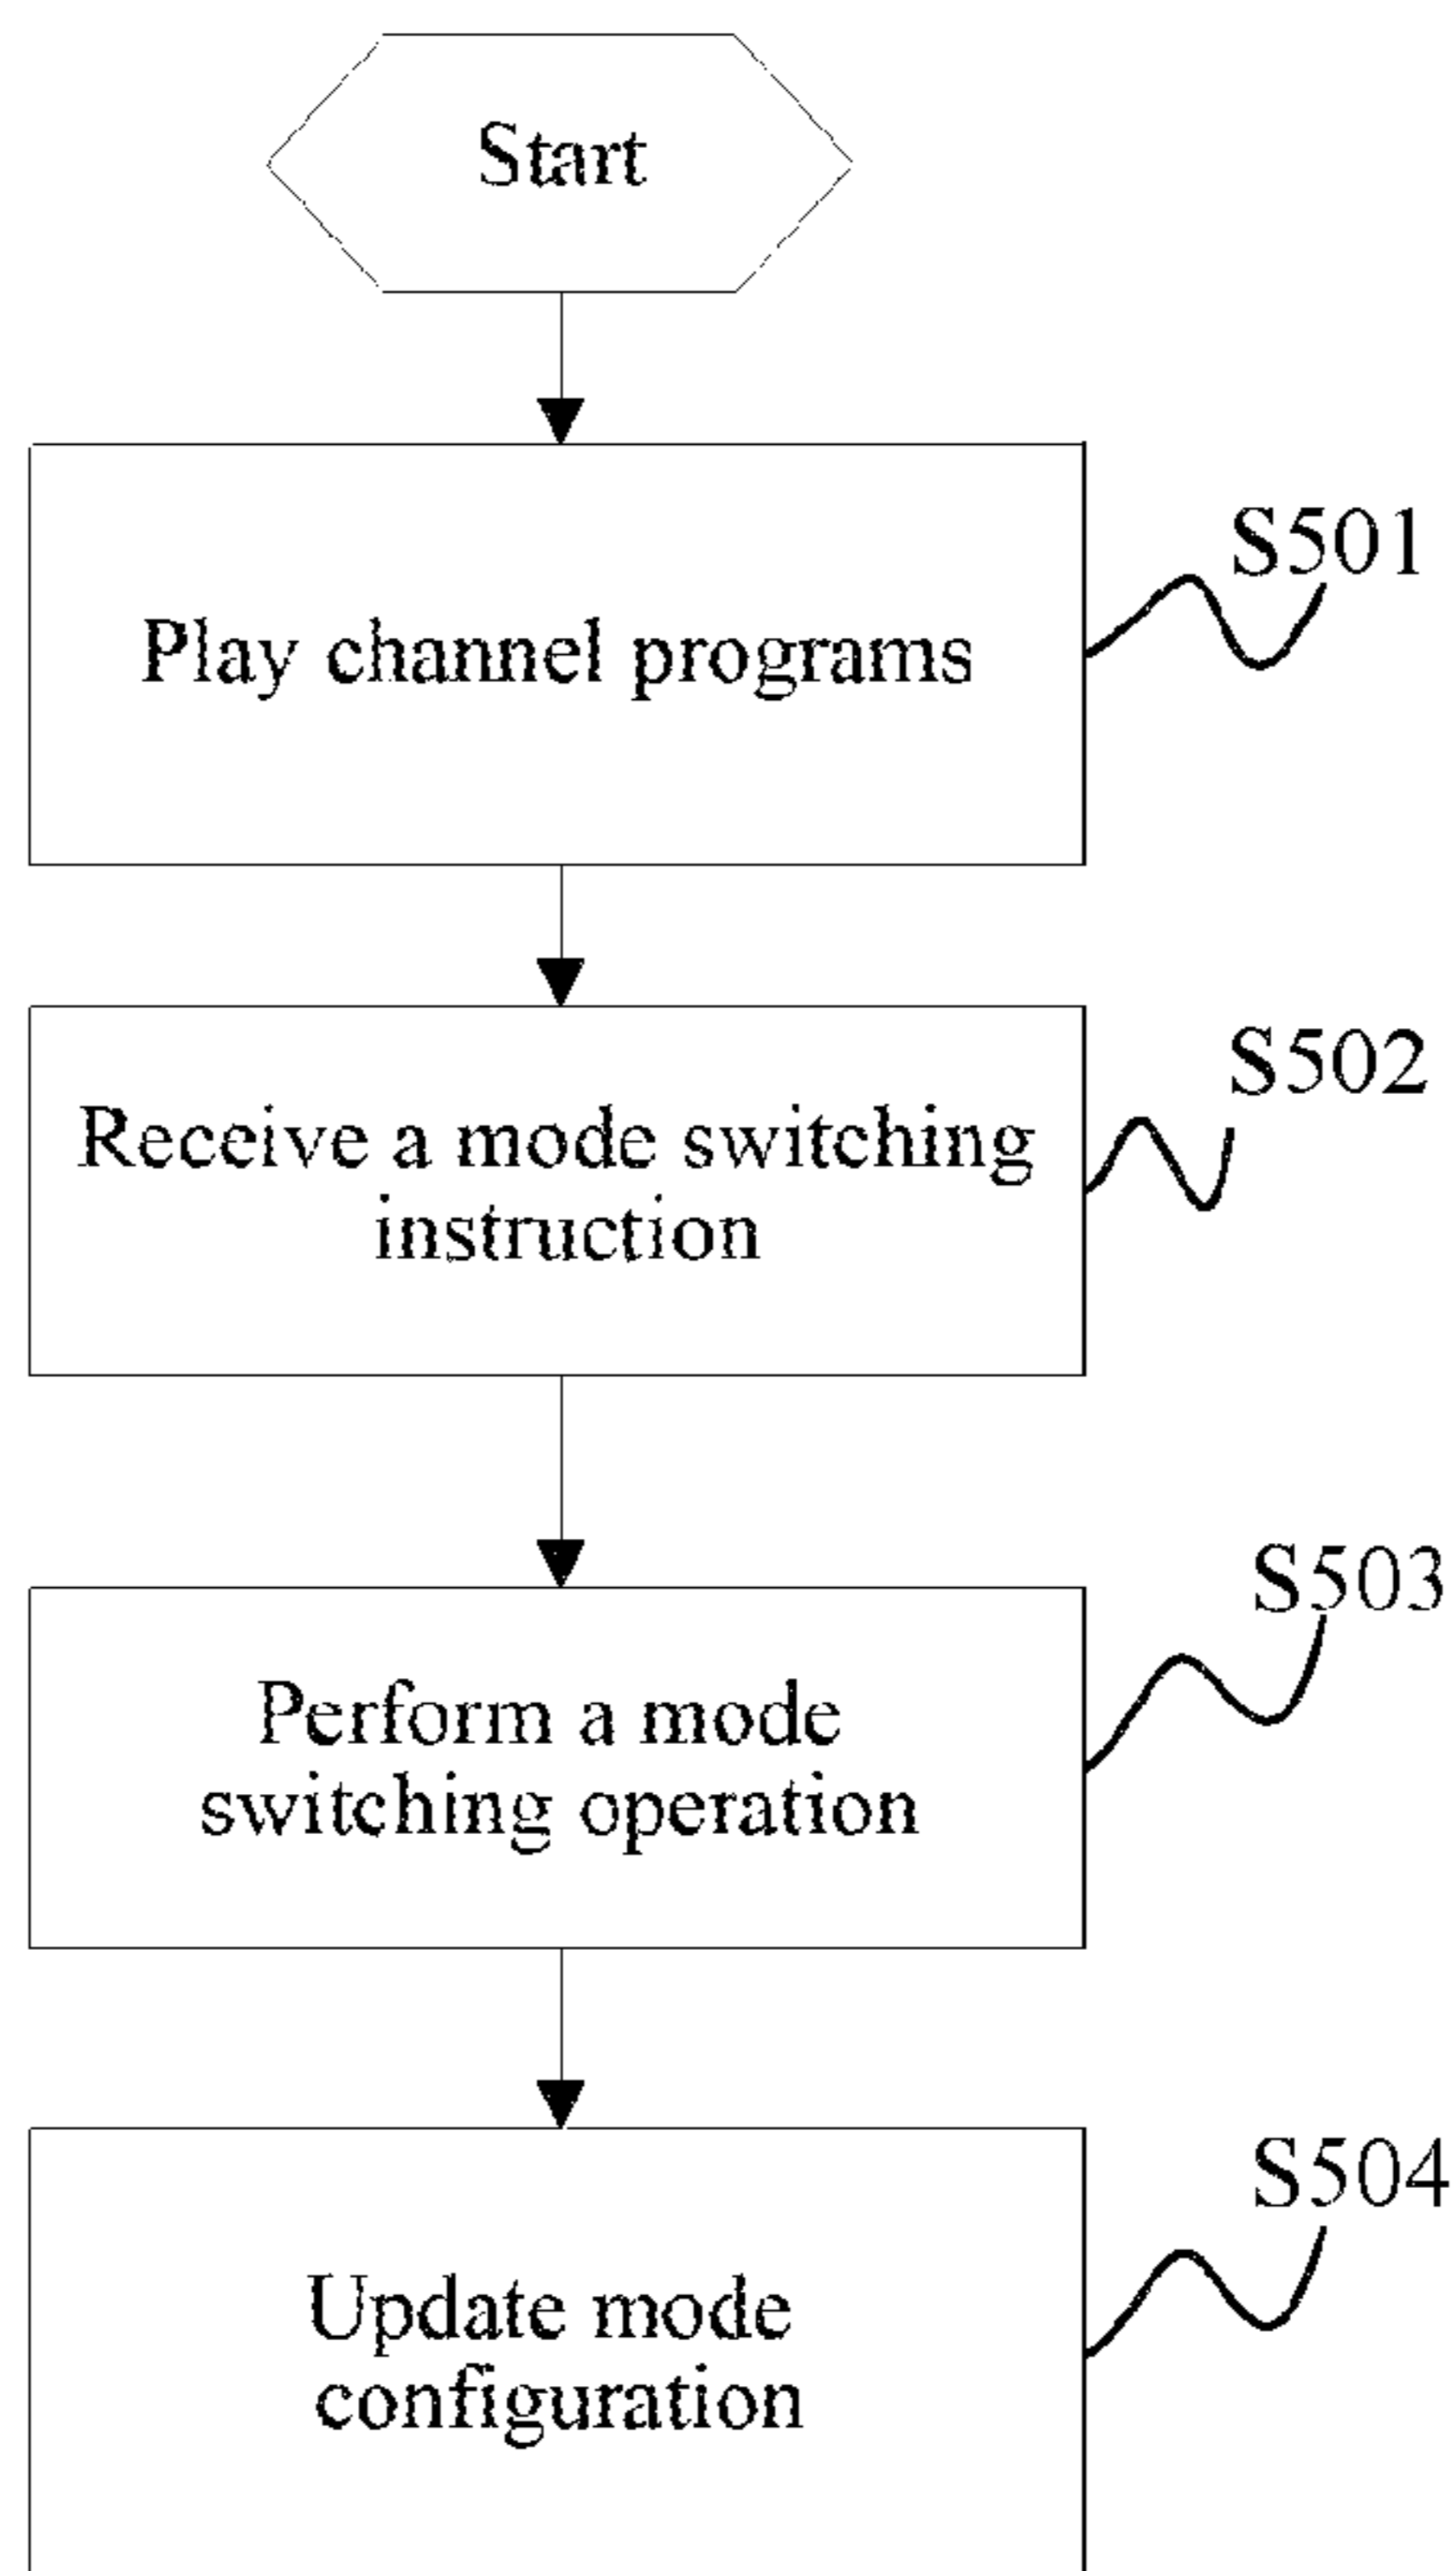 Start
S501
Play channel programs
S502
Receive a mode switching
instruction
S503
Perform a mode
switching operation
S504
Update mode
configuration